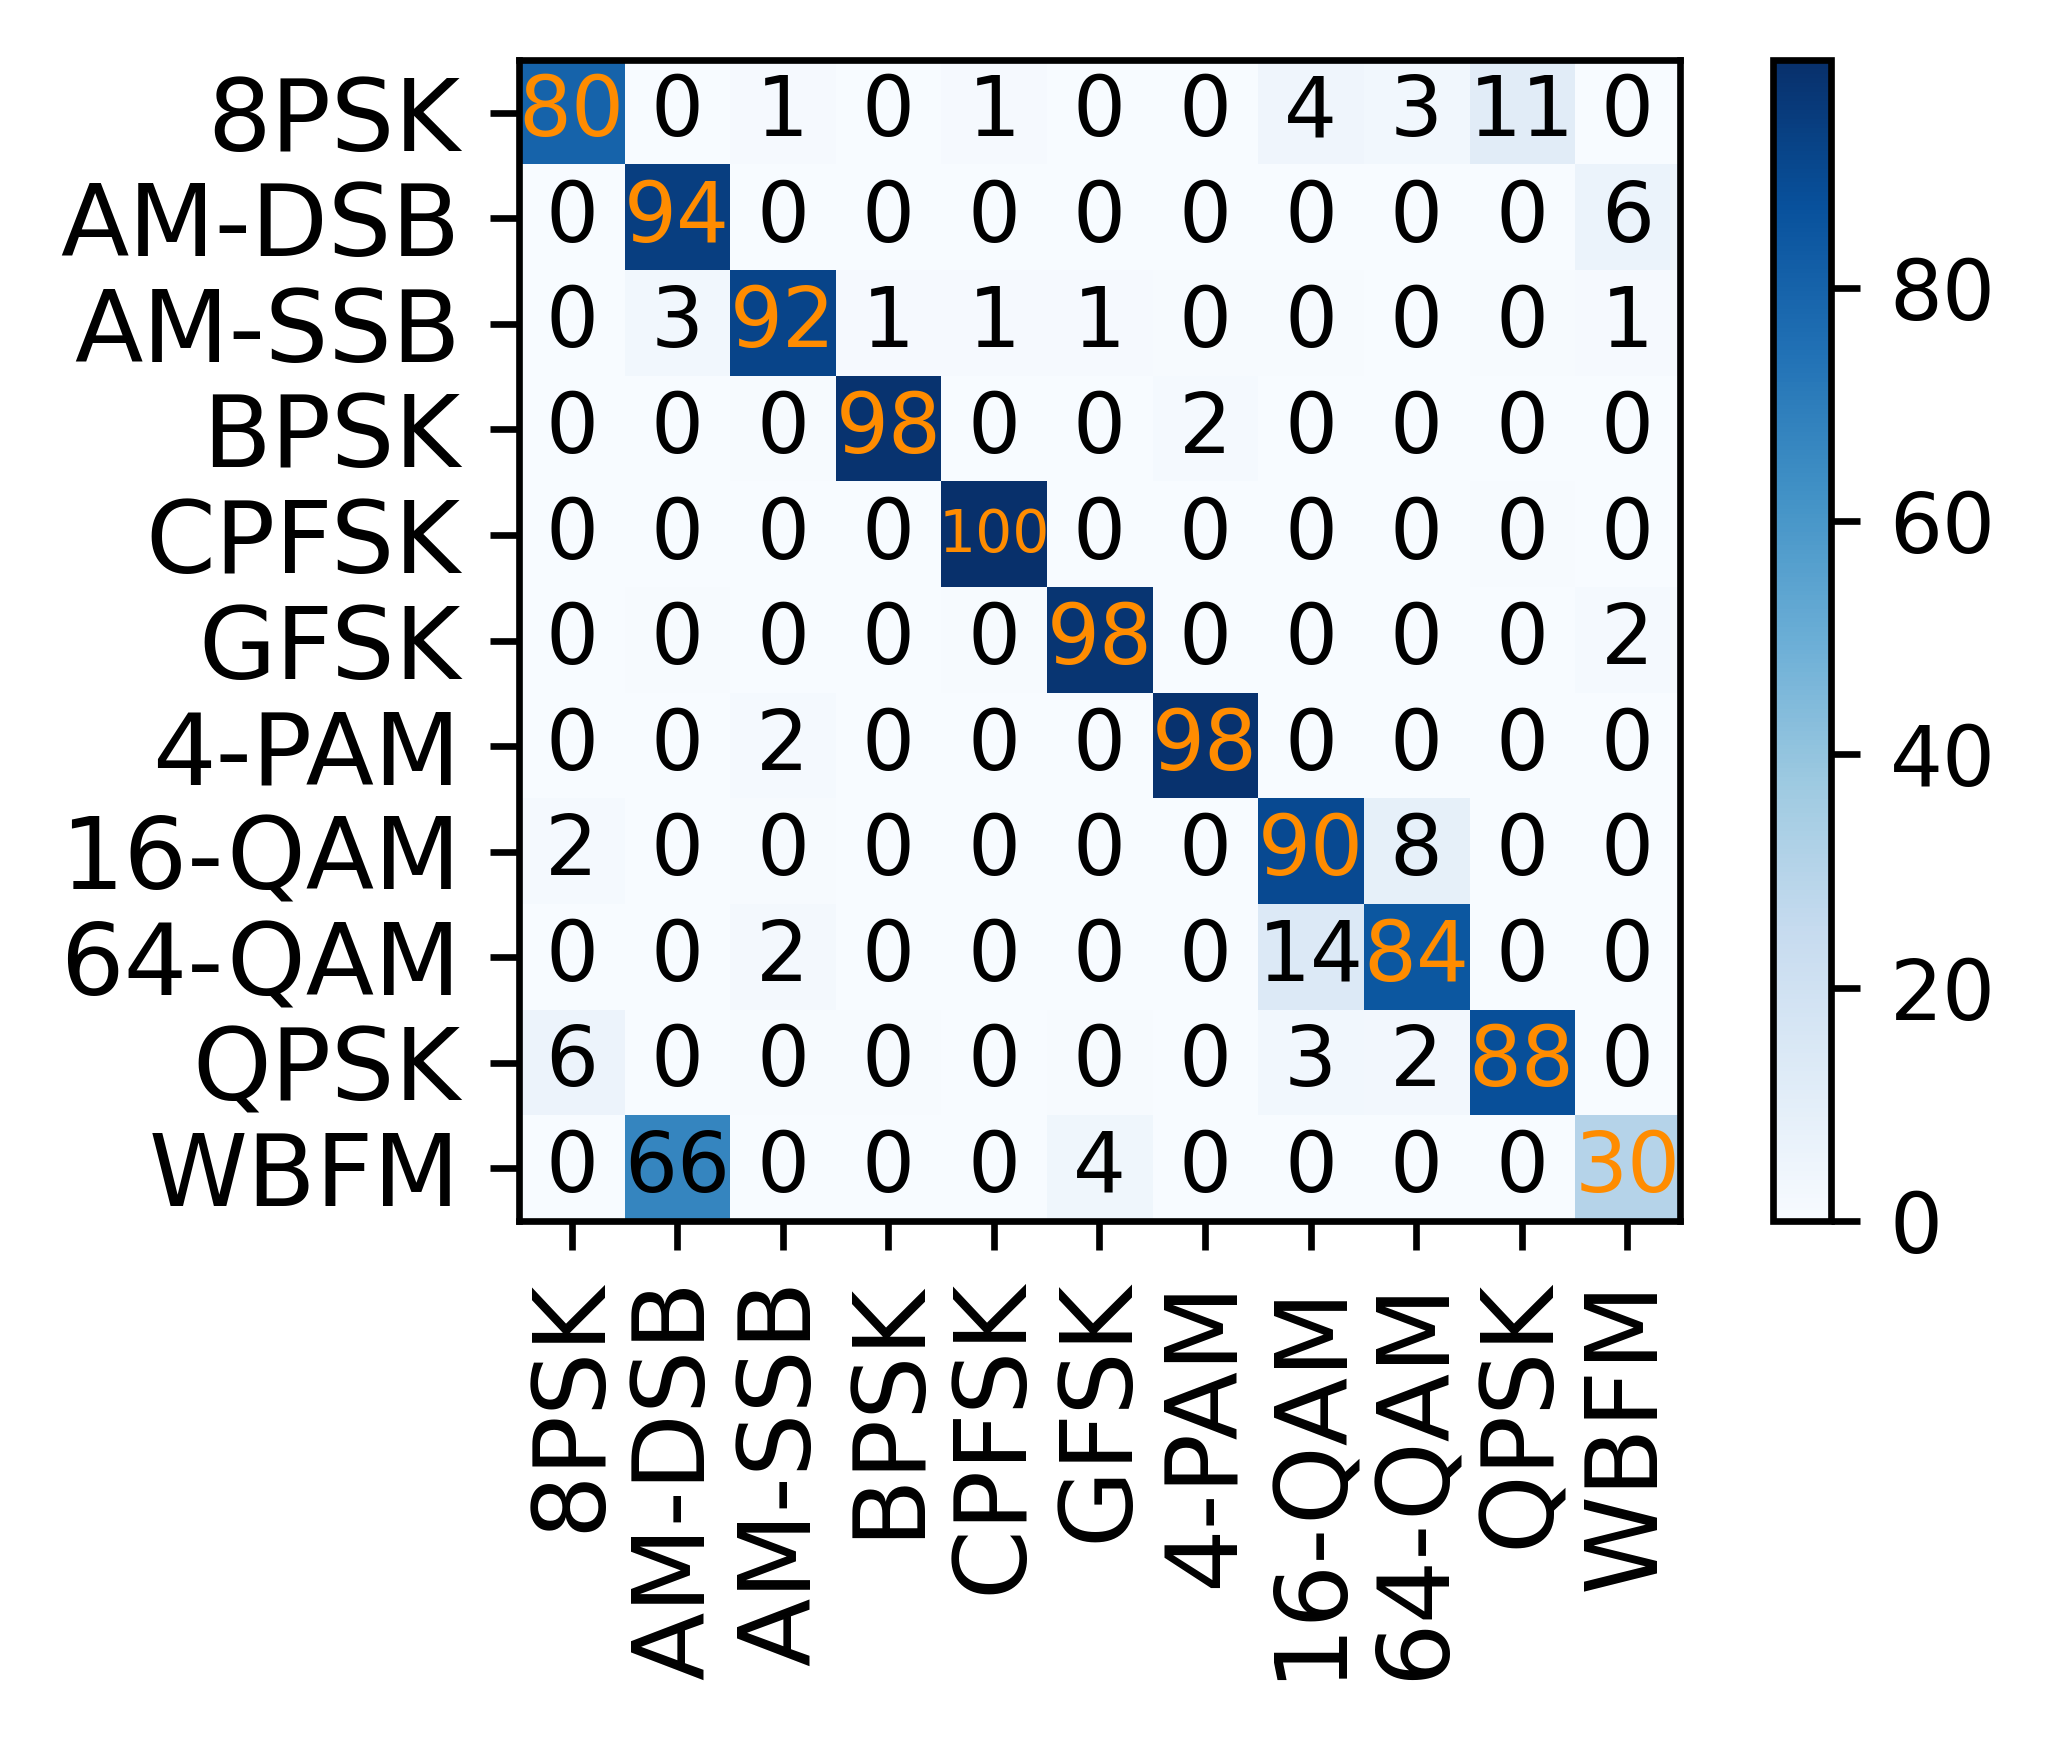 8PSK 80 0 1 0 1 0 0 4 3 11 0
AM-DSB 0 94 0 0 0 0 0 0 0 0 6
AM-SSB 0 3 92 1 1 1 0 0 0 0 1
BPSK 0 0 0 98 0 0 2 0 0 0 0
CPFSK 0 0 0 0 100 0 0 0 0 0 0
GFSK 0 0 0 0 0 98 0 0 0 0 2
4-PAM 0 0 2 0 0 0 98 0 0 0 0
16-QAM 2 0 0 0 0 0 0 90 8 0 0
64-QAM 0 0 2 0 0 0 0 14 84 0 0
QPSK 6 0 0 0 0 0 0 3 2 88 0
WBFM 0 66 0 0 0 4 0 0 0 0 30
8PSK
AM-DSB
AM-SSB
BPSK
CPFSK
GFSK
4-PAM
16-QAM
64-QAM
QPSK
WBFM
80
60
40
20
0